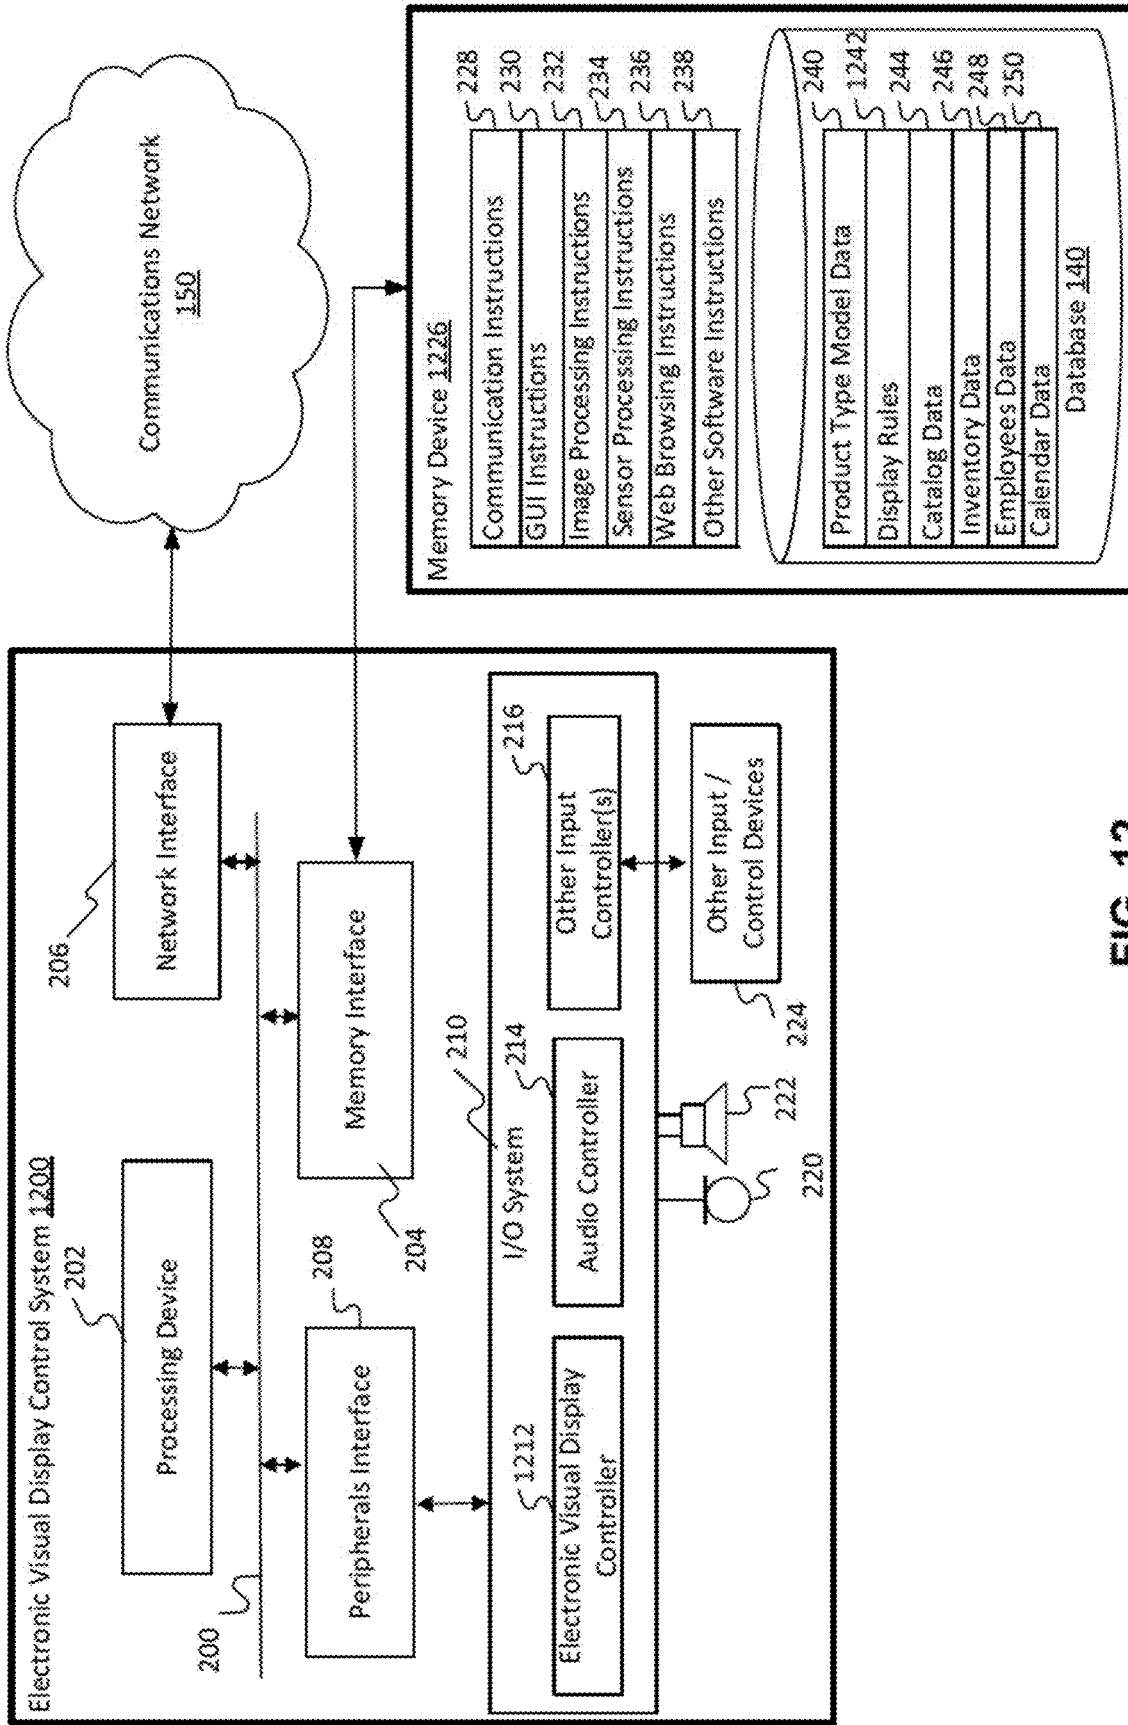 Electronic Visual Display Control System 1200
202
Processing Device
206
Network Interface
200
208
Peripherals Interface
204
Memory Interface
210
I/O System
1212
Electronic Visual Display
Controller
214
Audio Controller
216
Other Input
Controller(s)
220
222
224
Other Input /
Control Devices
Communications Network
150
Memory Device 1226
Communication Instructions
228
GUI Instructions
230
Image Processing Instructions
232
Sensor Processing Instructions
234
Web Browsing Instructions
236
Other Software Instructions
238
Product Type Model Data
240
Display Rules
1242
Catalog Data
244
Inventory Data
246
Employees Data
248
Calendar Data
250
Database 140